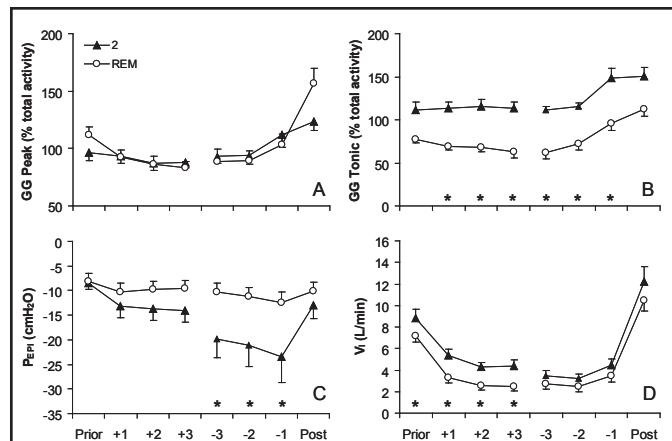 2
REM
GG Peak (% total activity)
200
150
100
50
A
GG Tonic (% total activity)
200
150
100
50
0
* * * * * *
B
P_EPI (cmH₂O)
0
-5
-10
-15
-20
-25
-30
-35
* * *
C
Prior +1 +2 +3 -3 -2 -1 Post
V_I (L/min)
16
14
12
10
8
6
4
2
0
* * * *
D
Prior +1 +2 +3 -3 -2 -1 Post